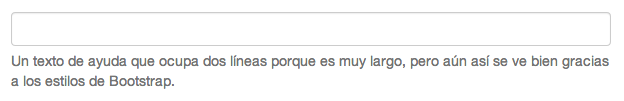 Un texto de ayuda que ocupa dos líneas porque es muy largo, pero aún así se ve bien gracias
a los estilos de Bootstrap.